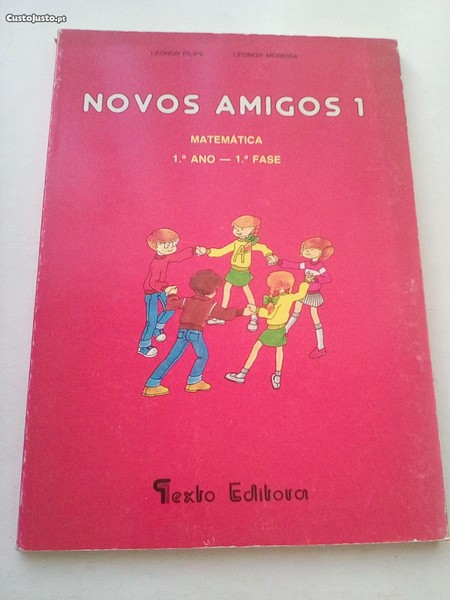 CustoJusto.pt
LEONOR FILIPE LEONOR MOREIRA
NOVOS AMIGOS 1
MATEMÁTICA
1.º ANO — 1.ª FASE
A
Texto Editora